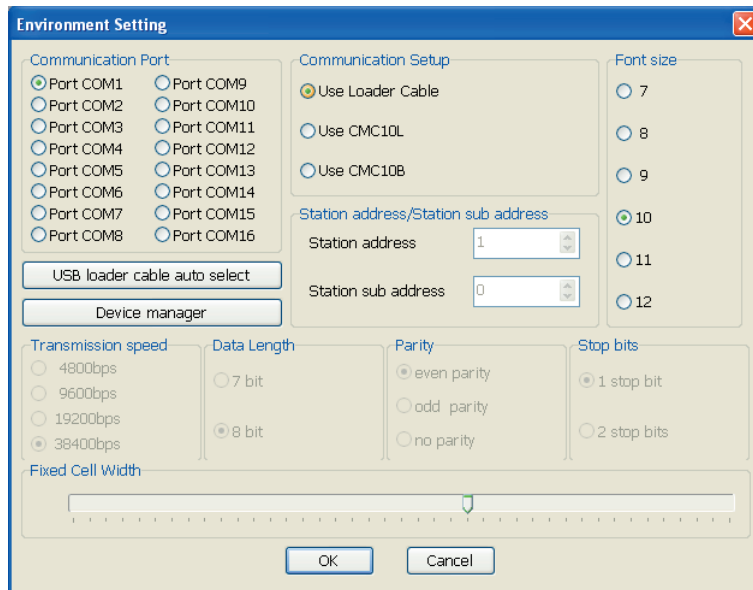 Environment Setting
Communication Port
Port COM1
Port COM2
Port COM3
Port COM4
Port COM5
Port COM6
Port COM7
Port COM8
Port COM9
Port COM10
Port COM11
Port COM12
Port COM13
Port COM14
Port COM15
Port COM16
USB loader cable auto select
Device manager
Communication Setup
Use Loader Cable
Use CMC10L
Use CMC10B
Station address/Station sub address
Station address 1
Station sub address 0
Font size
7
8
9
10
11
12
Transmission speed
4800bps
9600bps
19200bps
38400bps
Data Length
7 bit
8 bit
Parity
even parity
odd parity
no parity
Stop bits
1 stop bit
2 stop bits
Fixed Cell Width
OK
Cancel